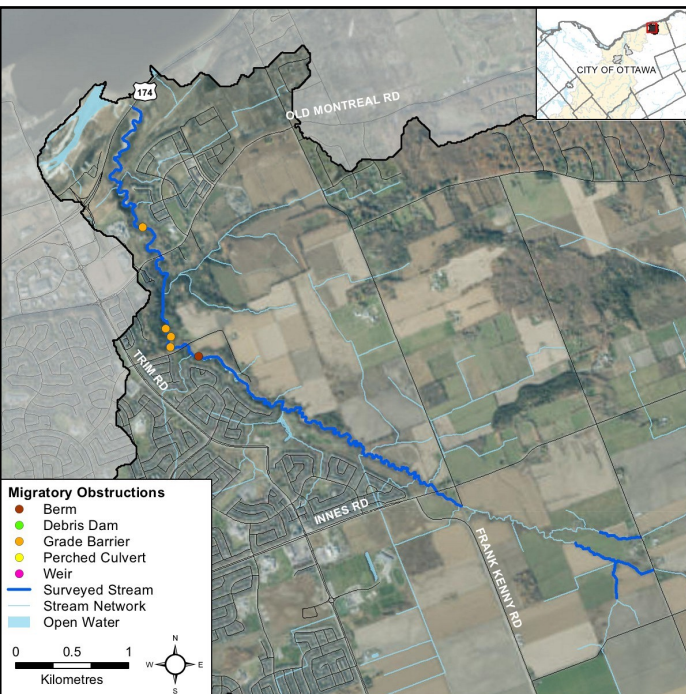 174
OLD MONTREAL RD
CITY OF OTTAWA
TRIM RD
INNES RD
FRANK KENNY RD
Migratory Obstructions
Berm
Debris Dam
Grade Barrier
Perched Culvert
Weir
Surveyed Stream
Stream Network
Open Water
0 0.5 1
Kilometres
N
W E
S